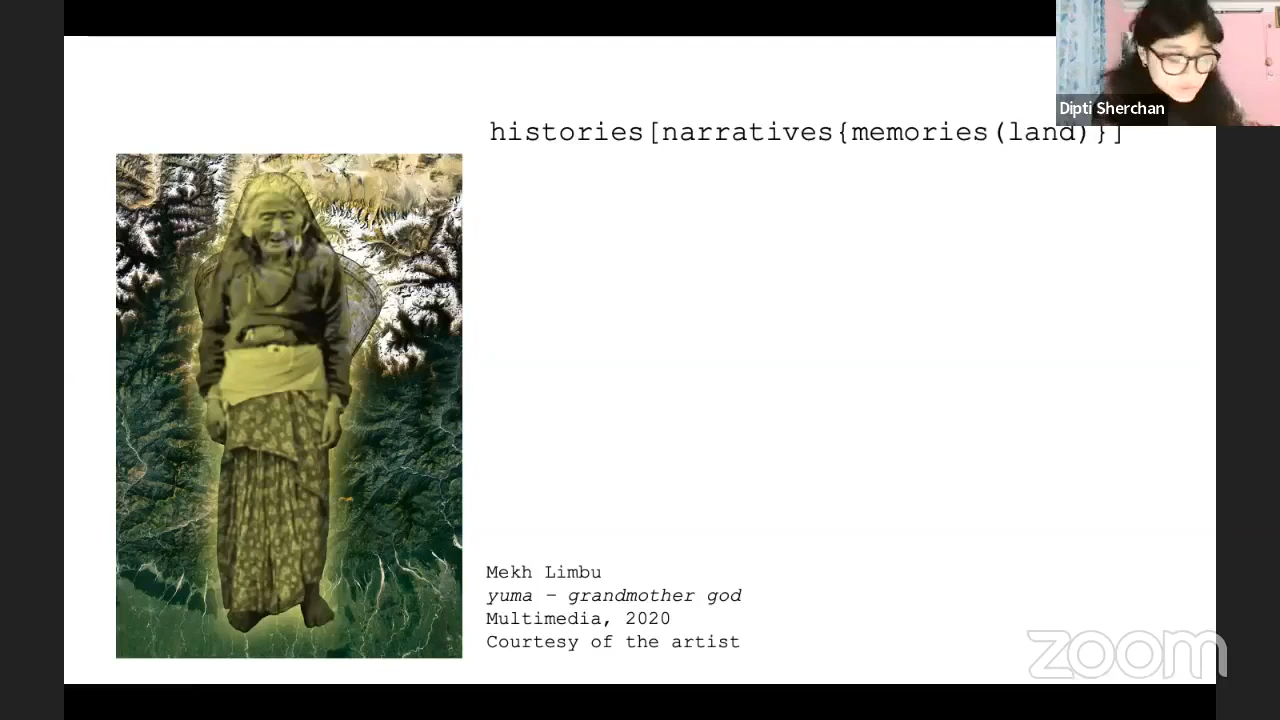 Dipti Sherchan
histories[narratives{memories(land)}]
Mekh Limbu
yuma – grandmother god
Multimedia, 2020
Courtesy of the artist
zoom